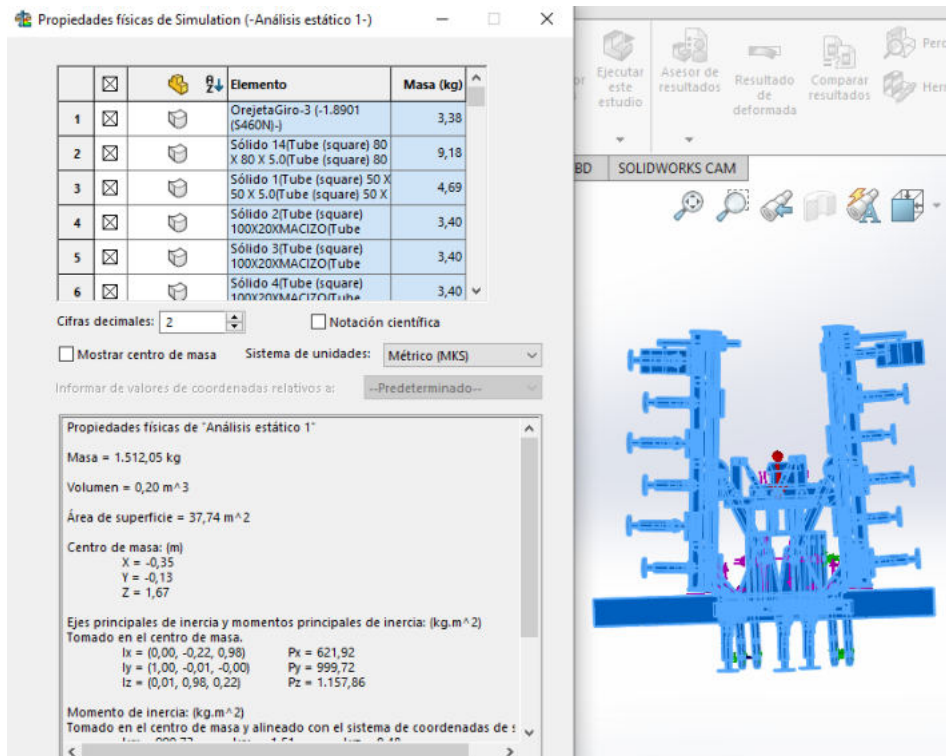 Propiedades físicas de Simulation (-Análisis estático 1-)
Elemento Masa (kg)
1 OrejetaGiro-3 (-1.8901 (S460N)-) 3,38
2 Sólido 14(Tube (square) 80 X 80 X 5.0(Tube (square) 80 9,18
3 Sólido 1(Tube (square) 50 X 50 X 5.0(Tube (square) 50 X 4,69
4 Sólido 2(Tube (square) 100X20XMACIZO(Tube 3,40
5 Sólido 3(Tube (square) 100X20XMACIZO(Tube 3,40
6 Sólido 4(Tube (square) 100X20XMACIZO(Tube 3,40
Cifras decimales: 2 Notación científica
Mostrar centro de masa Sistema de unidades: Métrico (MKS)
Informar de valores de coordenadas relativos a: --Predeterminado--
Propiedades físicas de "Análisis estático 1"
Masa = 1.512,05 kg
Volumen = 0,20 m^3
Área de superficie = 37,74 m^2
Centro de masa: (m)
X = -0,35
Y = -0,13
Z = 1,67
Ejes principales de inercia y momentos principales de inercia: (kg.m^2)
Tomado en el centro de masa.
Ix = (0,00, -0,22, 0,98) Px = 621,92
Iy = (1,00, -0,01, -0,00) Py = 999,72
Iz = (0,01, 0,98, 0,22) Pz = 1.157,86
Momento de inercia: (kg.m^2)
Tomado en el centro de masa y alineado con el sistema de coordenadas de s
Ejecutar este estudio
Asesor de resultados
Resultado de deformada
Comparar resultados
Perc
Herr
BD SOLIDWORKS CAM